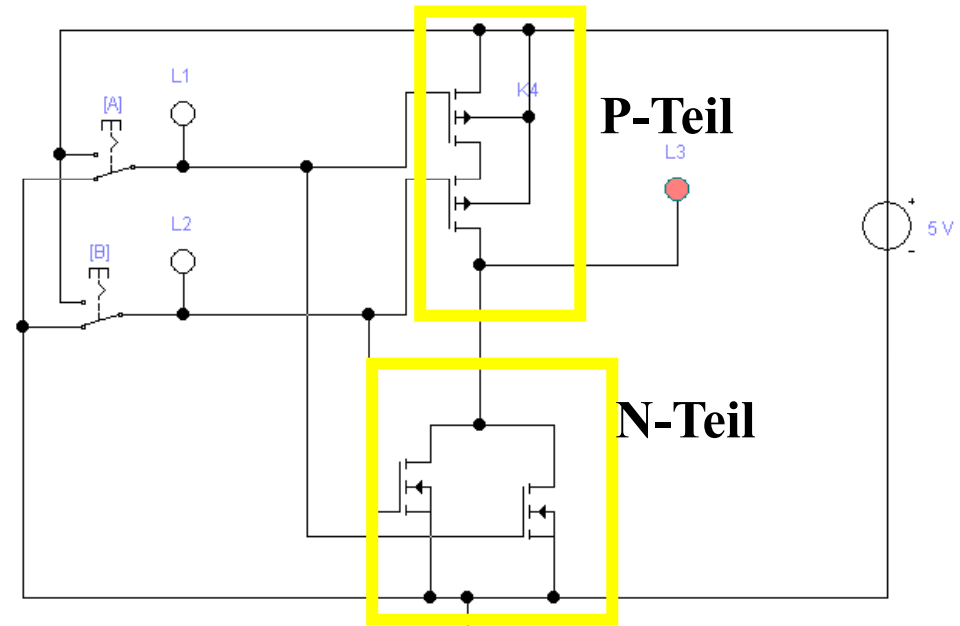 L1
[A]
K4
P-Teil
L3
L2
+
5 V
-
[B]
N-Teil